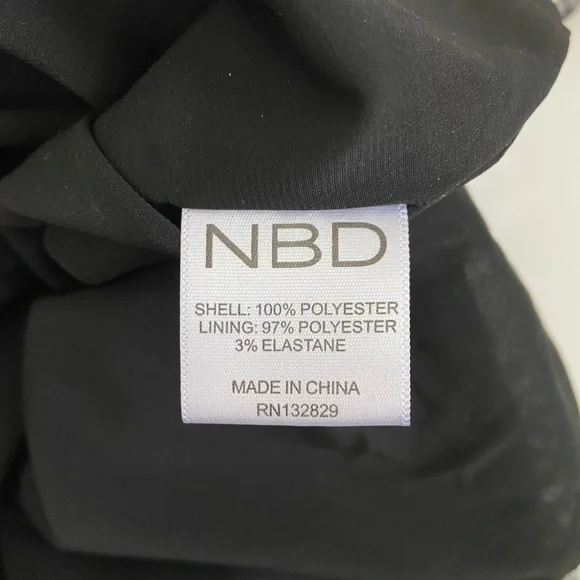 NBD
SHELL: 100% POLYESTER
LINING: 97% POLYESTER
3% ELASTANE
MADE IN CHINA
RN132829